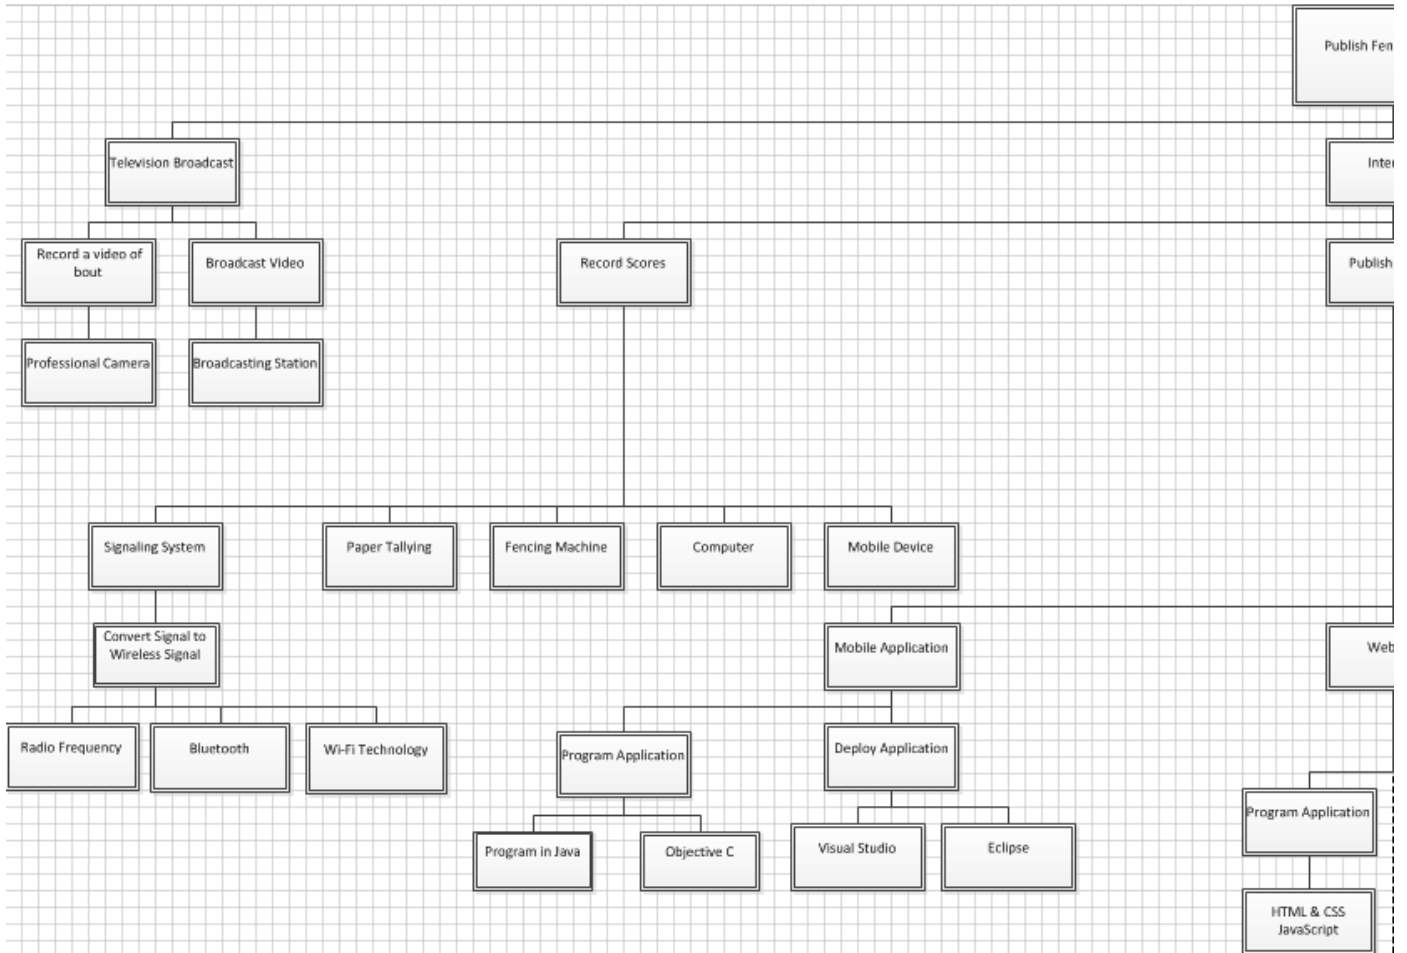 Publish Fen
Television Broadcast
Inte
Record a video of
bout
Broadcast Video
Record Scores
Publish
Professional Camera
Broadcasting Station
Signaling System
Paper Tallying
Fencing Machine
Computer
Mobile Device
Convert Signal to
Wireless Signal
Mobile Application
Web
Radio Frequency
Bluetooth
Wi-Fi Technology
Program Application
Deploy Application
Program Application
Program in Java
Objective C
Visual Studio
Eclipse
HTML & CSS
JavaScript